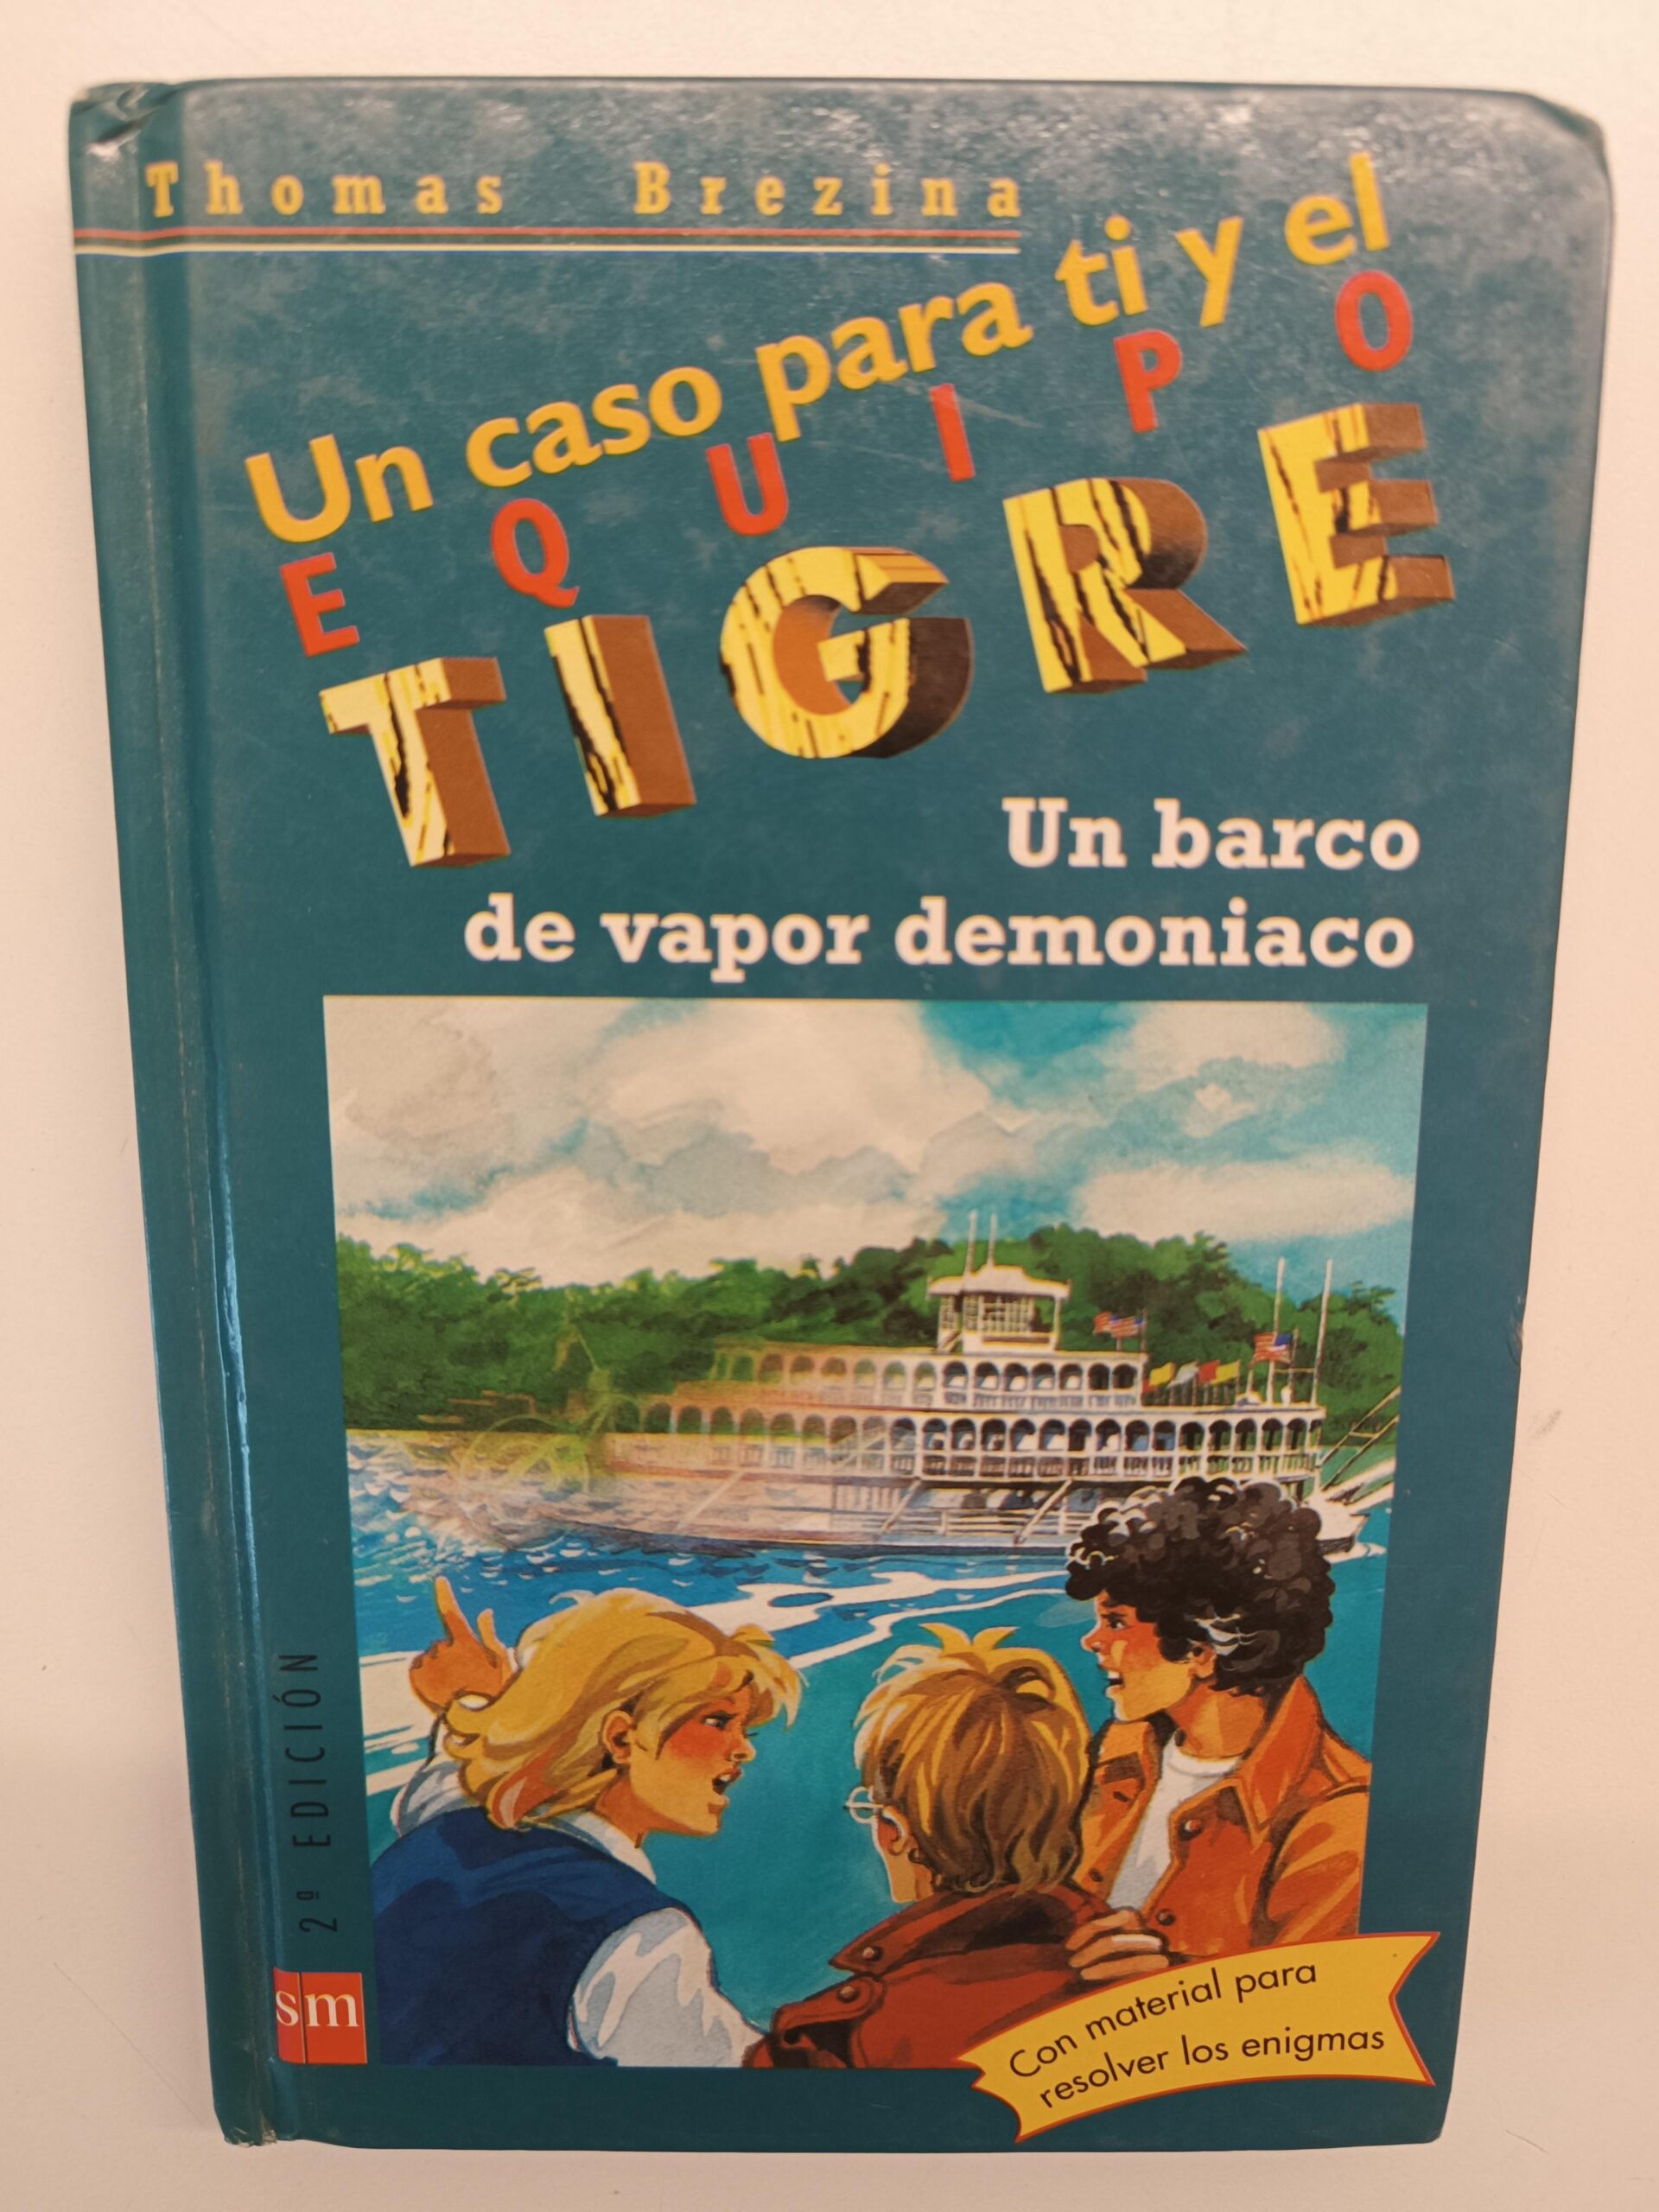 Thomas Brezina
Un caso para ti y el
EQUIPO
TIGRE
Un barco
de vapor demoniaco
2ª EDICIÓN
sm
Con material para
resolver los enigmas